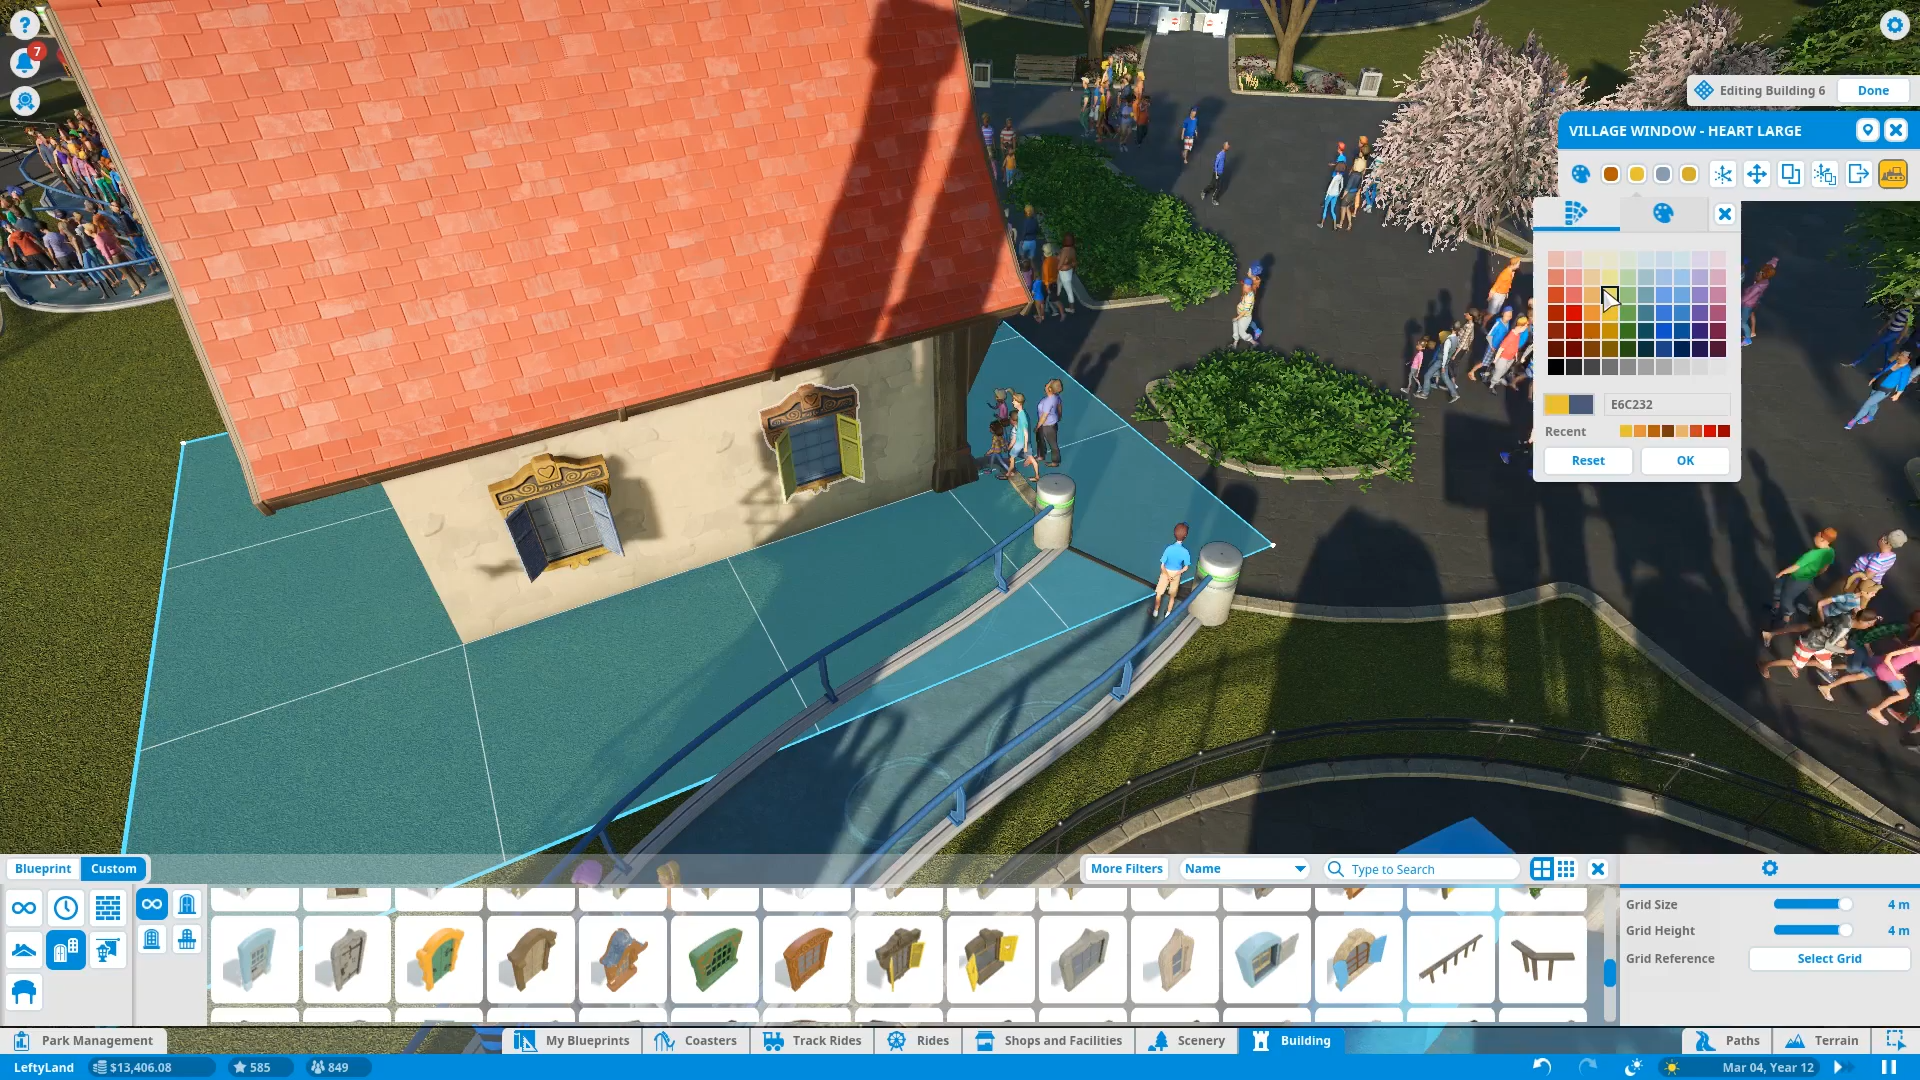 ?
7
Editing Building 6
Done
VILLAGE WINDOW - HEART LARGE
E6C232
Recent
Reset
OK
Blueprint
Custom
More Filters
Name
Type to Search
Grid Size
4 m
Grid Height
4 m
Grid Reference
Select Grid
Park Management
My Blueprints
Coasters
Track Rides
Rides
Shops and Facilities
Scenery
Building
Paths
Terrain
LeftyLand
$13,406.08
585
849
Mar 04, Year 12